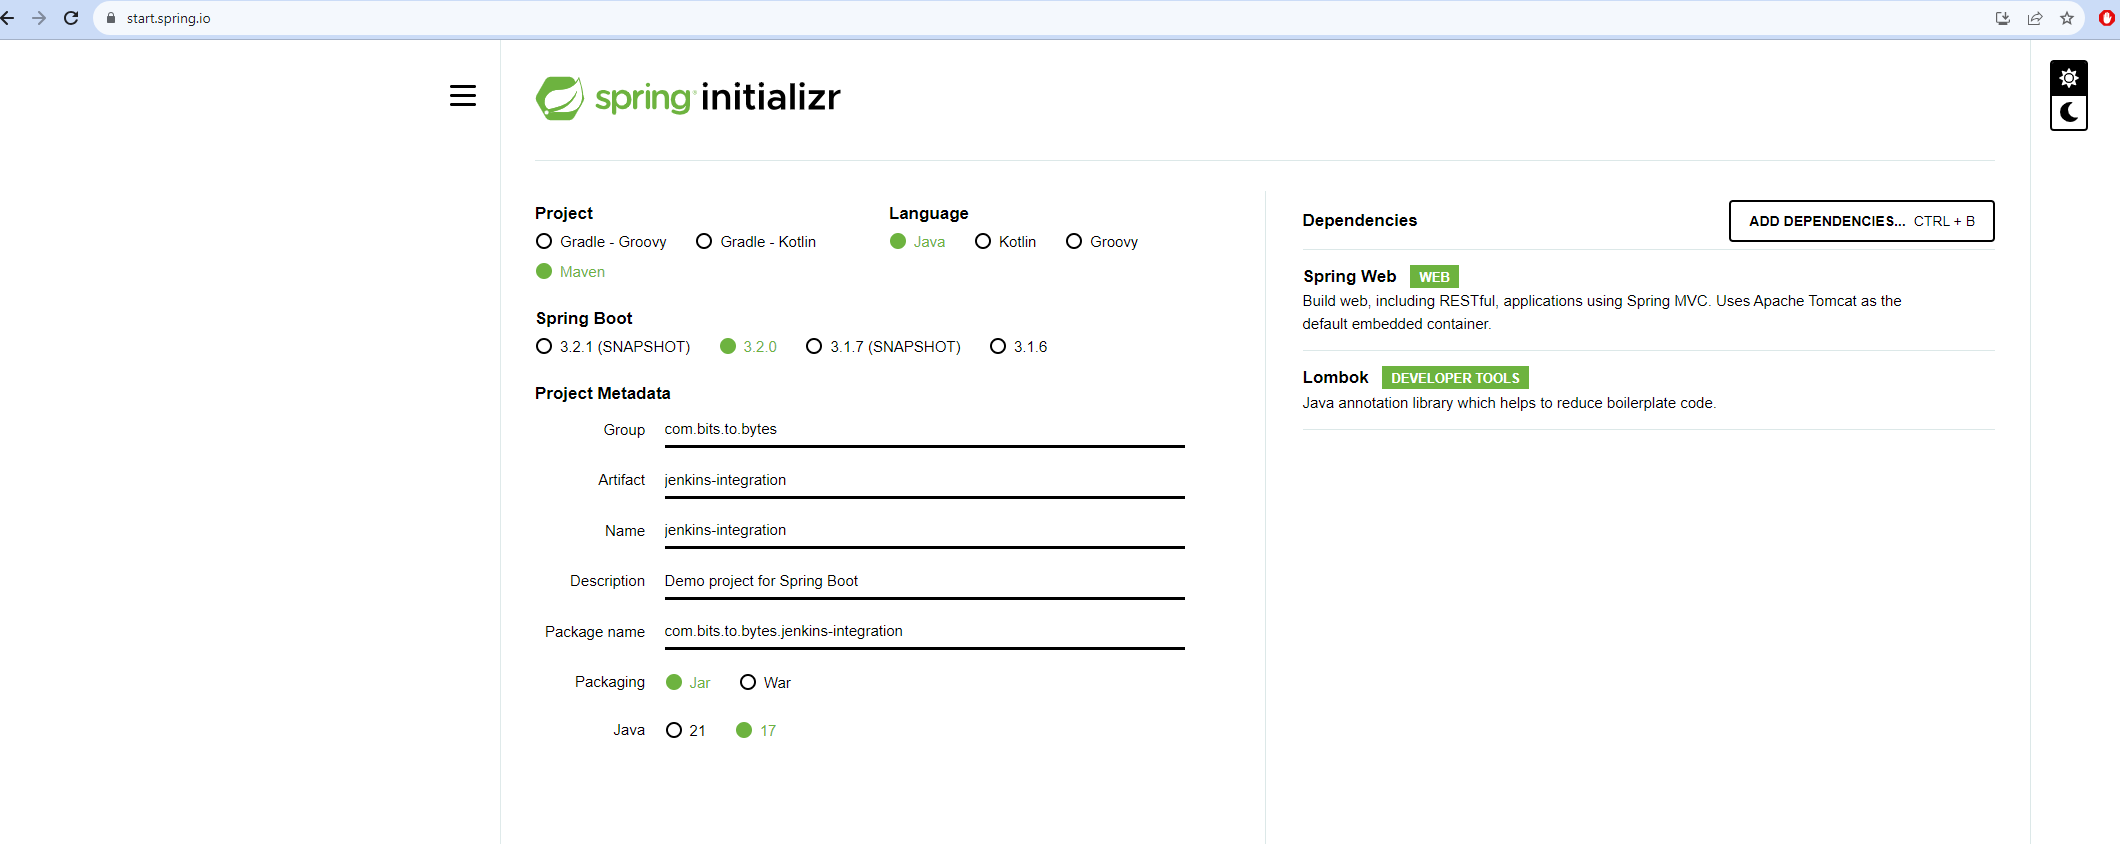 start.spring.io
spring initializr
Project
Gradle - Groovy Gradle - Kotlin
Maven
Language
Java Kotlin Groovy
Spring Boot
3.2.1 (SNAPSHOT) 3.2.0 3.1.7 (SNAPSHOT) 3.1.6
Project Metadata
Group com.bits.to.bytes
Artifact jenkins-integration
Name jenkins-integration
Description Demo project for Spring Boot
Package name com.bits.to.bytes.jenkins-integration
Packaging Jar War
Java 21 17
Dependencies ADD DEPENDENCIES... CTRL + B
Spring Web WEB
Build web, including RESTful, applications using Spring MVC. Uses Apache Tomcat as the
default embedded container.
Lombok DEVELOPER TOOLS
Java annotation library which helps to reduce boilerplate code.